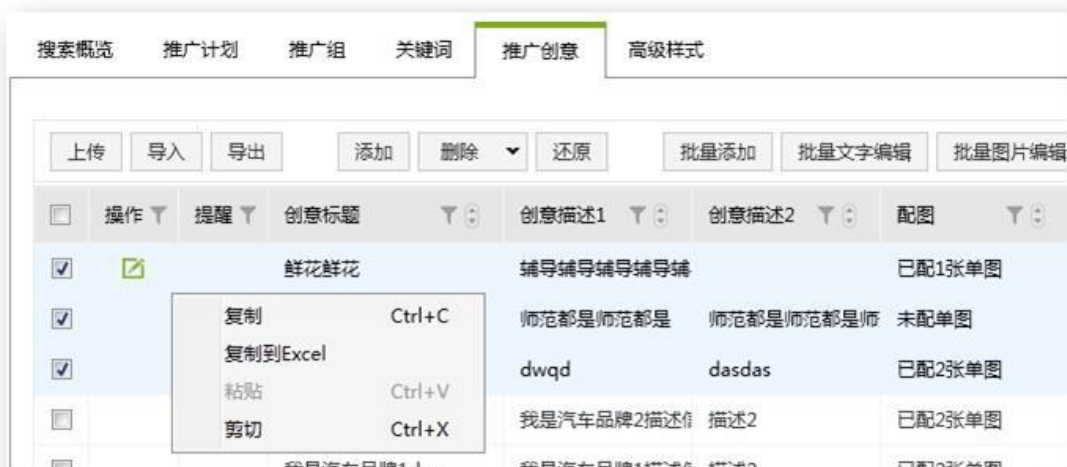 搜索概览 推广计划 推广组 关键词 推广创意 高级样式
上传 导入 导出 添加 删除 还原 批量添加 批量文字编辑 批量图片编辑
操作 提醒 创意标题 创意描述1 创意描述2 配图
鲜花鲜花 辅导辅导辅导辅导辅 已配1张单图
复制 Ctrl+C 师范都是师范都是 师范都是师范都是师 未配单图
复制到Excel
dwqd dasdas 已配2张单图
粘贴 Ctrl+V
剪切 Ctrl+X 我是汽车品牌2描述信 描述2 已配2张单图